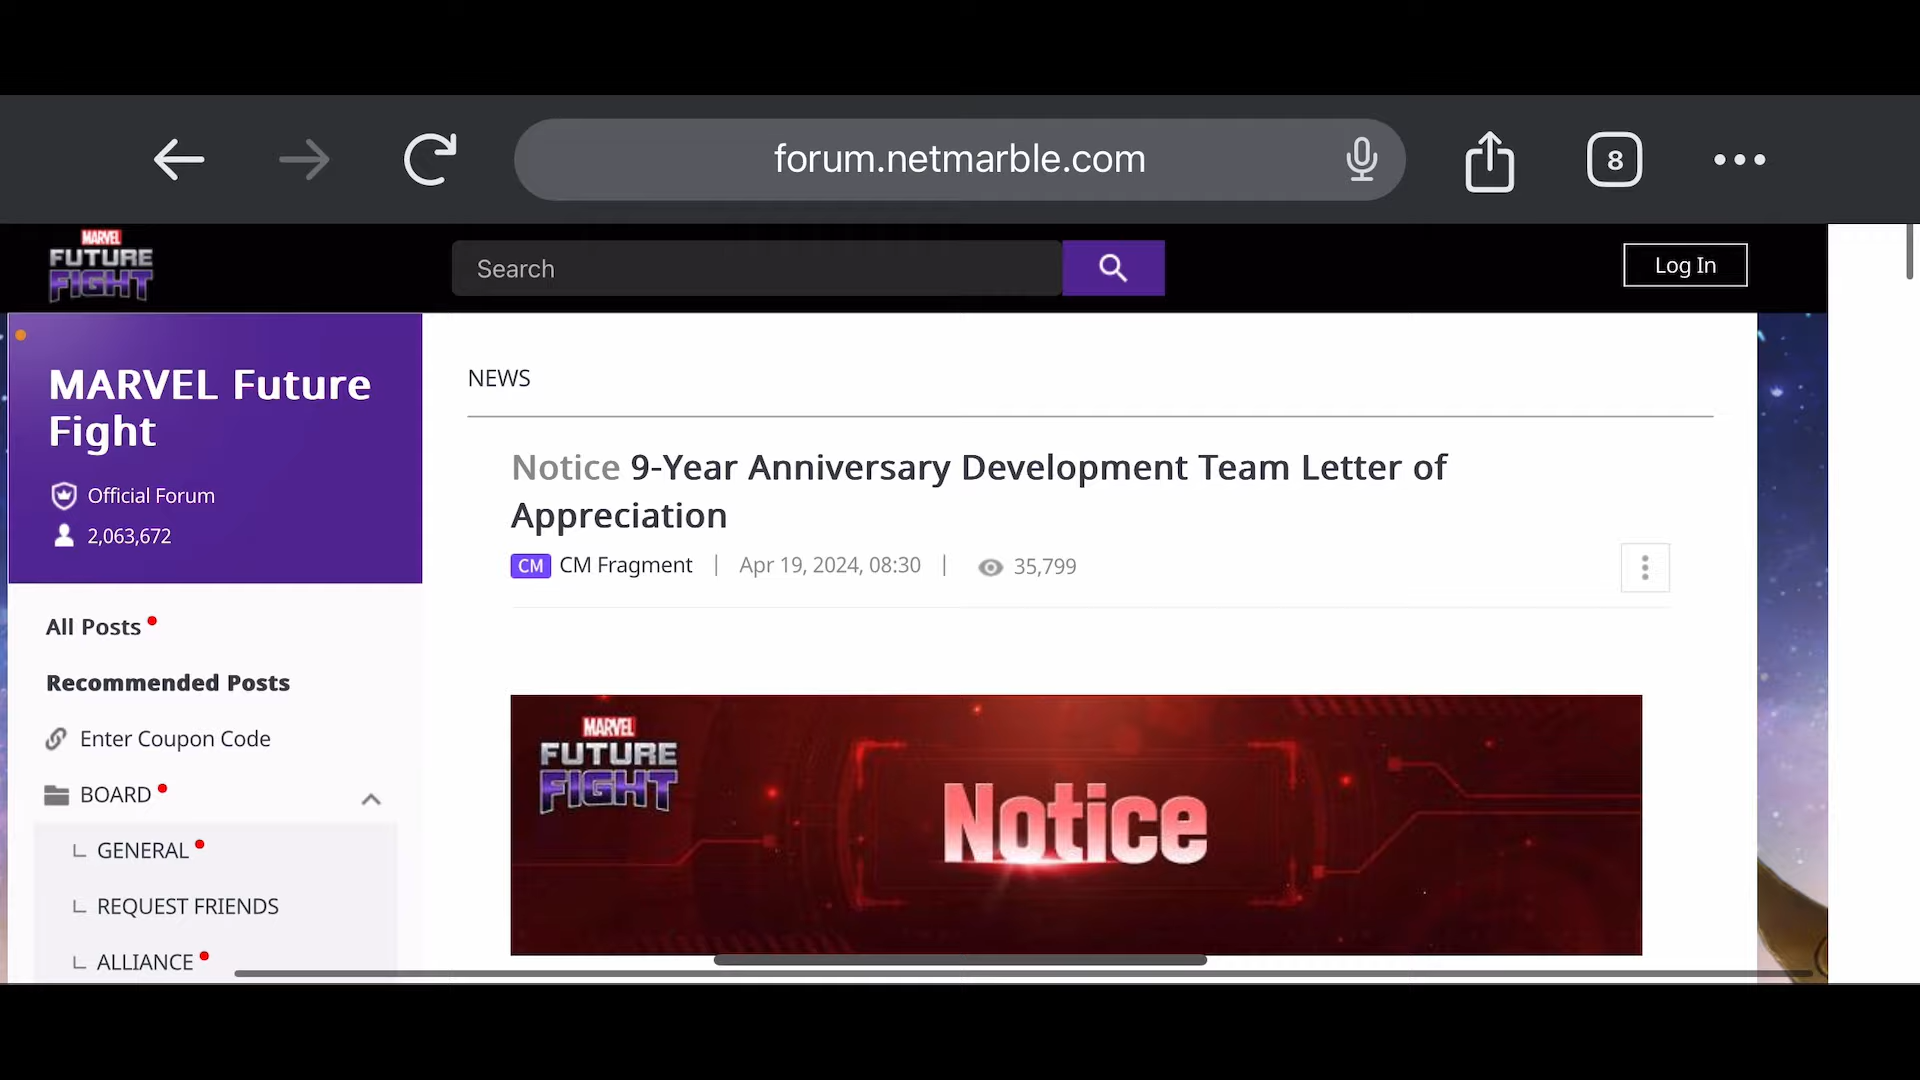 forum.netmarble.com
8
MARVEL
FUTURE
FIGHT
Search
Log In
MARVEL Future
Fight
Official Forum
2,063,672
All Posts
Recommended Posts
Enter Coupon Code
BOARD
GENERAL
REQUEST FRIENDS
ALLIANCE
NEWS
Notice 9-Year Anniversary Development Team Letter of
Appreciation
CM CM Fragment | Apr 19, 2024, 08:30 | 35,799
MARVEL
FUTURE
FIGHT
Notice